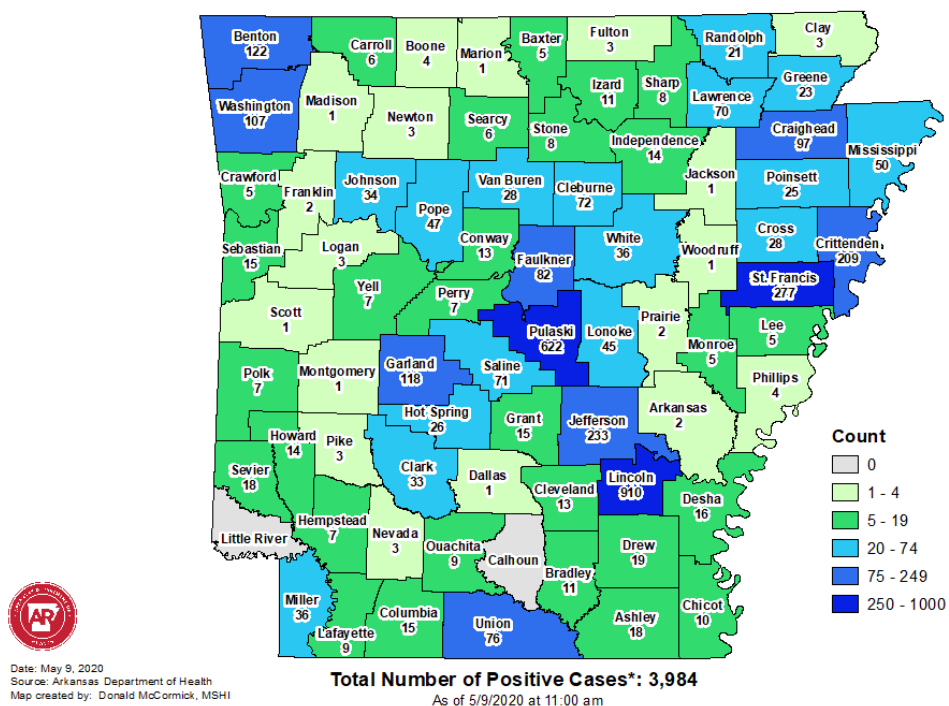 Benton
122
Carroll
6
Boone
4
Marion
1
Baxter
5
Fulton
3
Randolph
21
Clay
3
Washington
107
Madison
1
Newton
3
Searcy
6
Stone
8
Izard
11
Sharp
8
Lawrence
70
Greene
23
Independence
14
Craighead
97
Mississippi
50
Jackson
1
Poinsett
25
Crawford
5
Franklin
2
Johnson
34
Pope
47
Van Buren
28
Cleburne
72
White
36
Cross
28
Crittenden
209
Sebastian
15
Logan
3
Conway
13
Faulkner
82
Woodruff
1
St. Francis
277
Scott
1
Yell
7
Perry
7
Pulaski
622
Lonoke
45
Prairie
2
Monroe
5
Lee
5
Polk
7
Montgomery
1
Garland
118
Saline
71
Phillips
4
Hot Spring
26
Grant
15
Jefferson
233
Arkansas
2
Howard
14
Pike
3
Clark
33
Sevier
18
Dallas
1
Cleveland
13
Lincoln
910
Desha
16
Little River
Hempstead
7
Nevada
3
Ouachita
9
Calhoun
Drew
19
Bradley
11
Miller
36
Lafayette
9
Columbia
15
Union
76
Ashley
18
Chicot
10
Count
0
1 - 4
5 - 19
20 - 74
75 - 249
250 - 1000
AR
Date: May 9, 2020
Source: Arkansas Department of Health
Map created by: Donald McCormick, MSHI
Total Number of Positive Cases*: 3,984
As of 5/9/2020 at 11:00 am